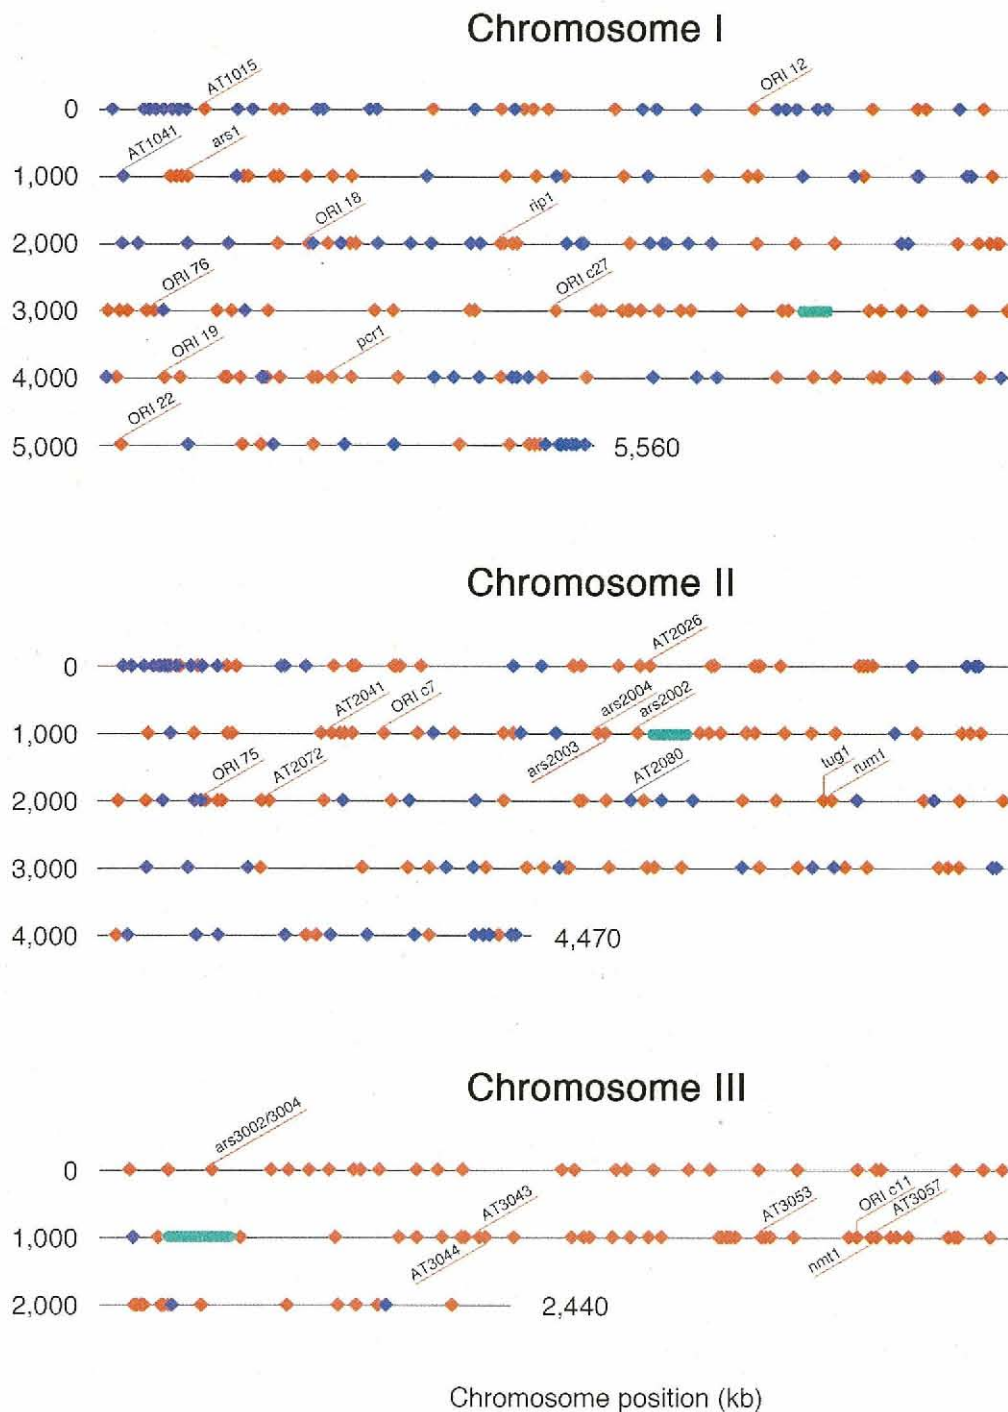 Chromosome I
AT1015
ORI 12
0
AT1041
ars1
1,000
ORI 18
rip1
2,000
ORI 76
ORI c27
3,000
ORI 19
pcr1
4,000
ORI 22
5,000
5,560
Chromosome II
AT2026
0
AT2041
ORI c7
ars2004
ars2002
1,000
ars2003
ORI 75
AT2072
AT2080
tug1
rum1
2,000
3,000
4,000
4,470
Chromosome III
ars3002/3004
0
AT3043
AT3053
ORI c11
AT3057
1,000
AT3044
nmt1
2,000
2,440
Chromosome position (kb)